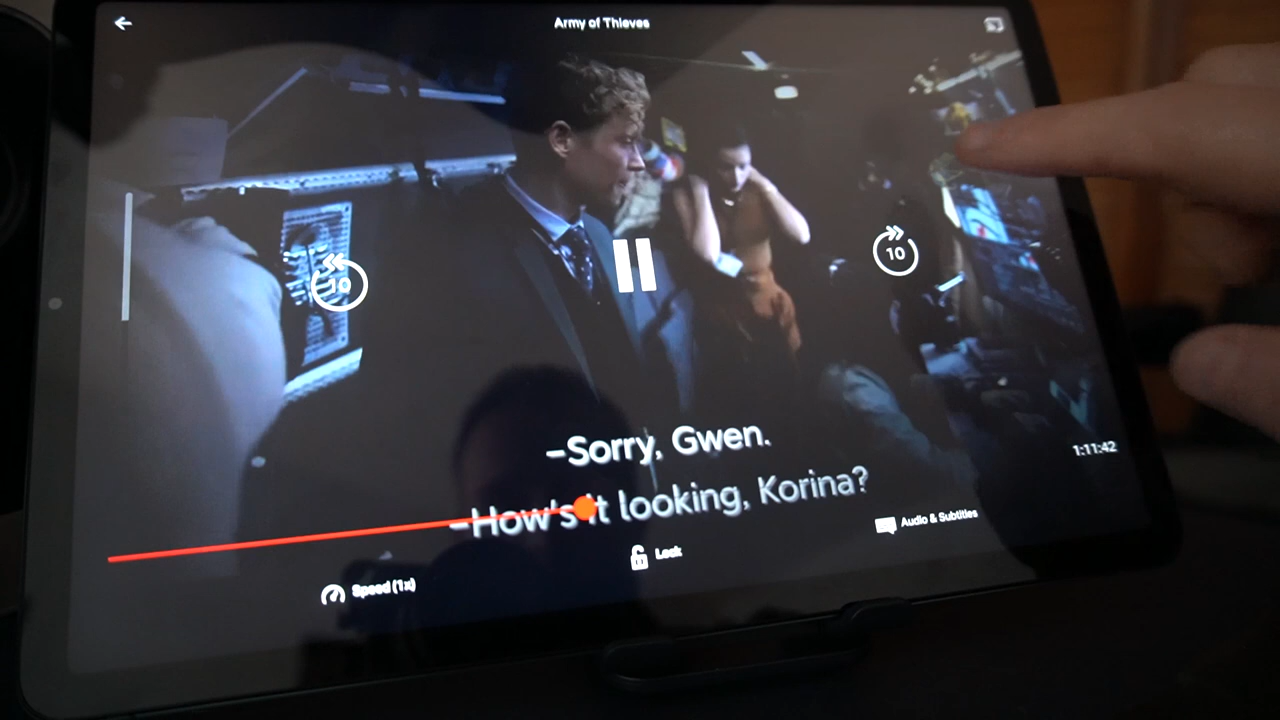 Army of Thieves
10
10
–Sorry, Gwen.
–How's it looking, Korina?
1:11:42
Speed (1x)
Lock
Audio & Subtitles